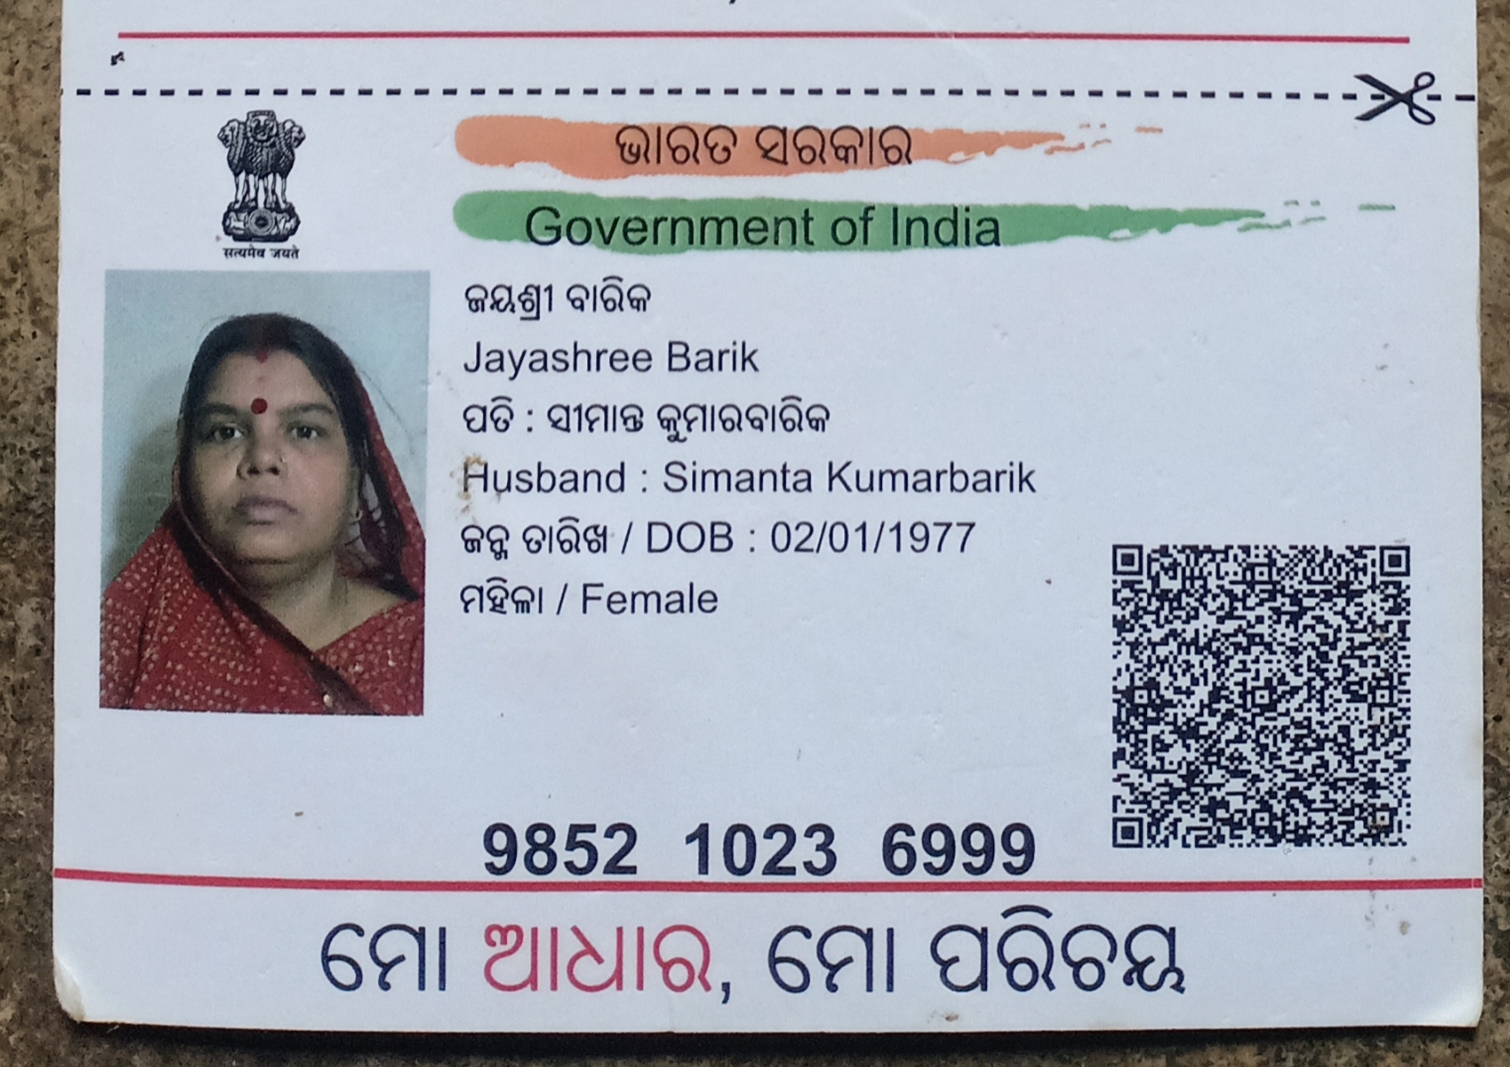 ଭାରତ ସରକାର
Government of India
सत्यमेव जयते
ଜୟଶ୍ରୀ ବାରିକ
Jayashree Barik
ପତି : ସୀମାନ୍ତ କୁମାରବାରିକ
Husband : Simanta Kumarbarik
ଜନ୍ମ ତାରିଖ / DOB : 02/01/1977
ମହିଳା / Female
9852 1023 6999
ମୋ ଆଧାର, ମୋ ପରିଚୟ